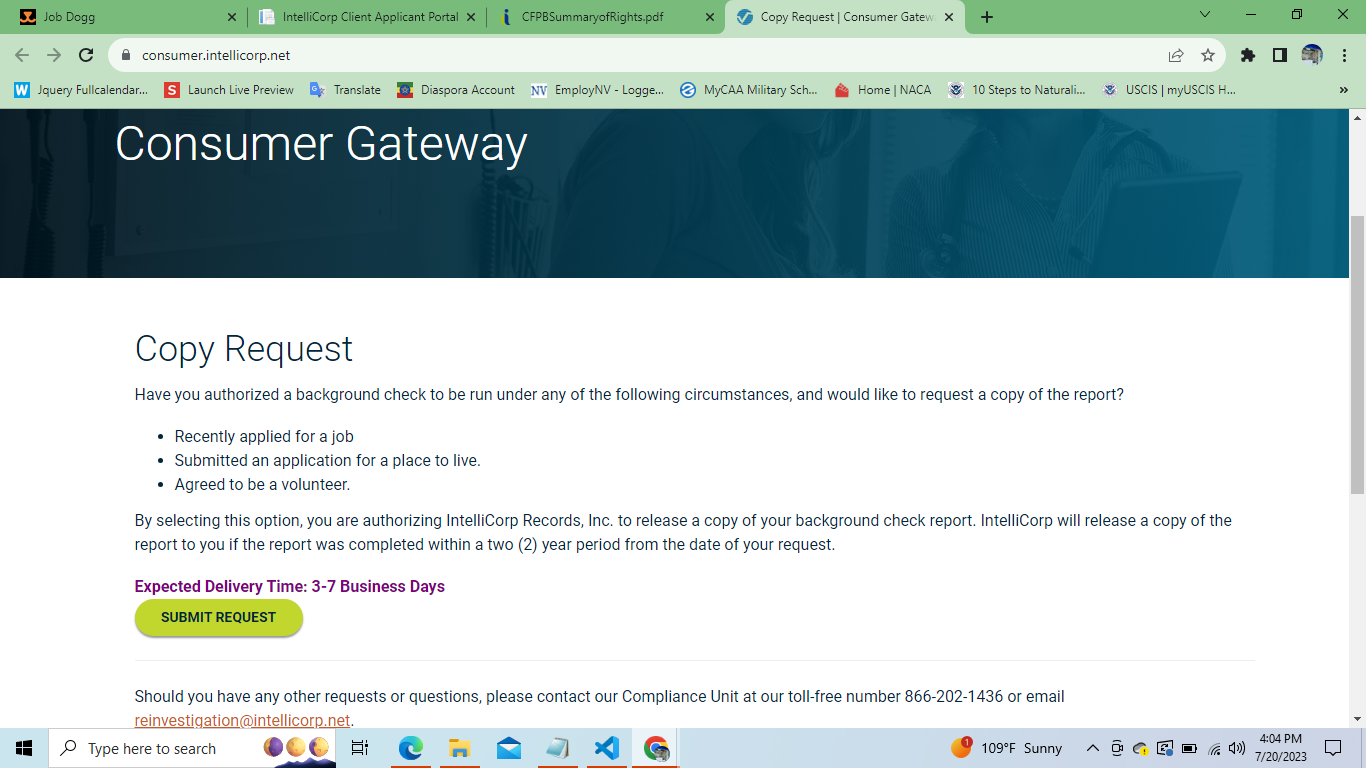 Job Dogg
IntelliCorp Client Applicant Portal
CFPBSummaryofRights.pdf
Copy Request | Consumer Gatew
consumer.intellicorp.net
Jquery Fullcalendar...
Launch Live Preview
Translate
Diaspora Account
NV EmployNV - Logge...
MyCAA Military Sch...
Home | NACA
10 Steps to Naturali...
USCIS | myUSCIS H...
»
Consumer Gateway
Copy Request
Have you authorized a background check to be run under any of the following circumstances, and would like to request a copy of the report?
• Recently applied for a job
• Submitted an application for a place to live.
• Agreed to be a volunteer.
By selecting this option, you are authorizing IntelliCorp Records, Inc. to release a copy of your background check report. IntelliCorp will release a copy of the
report to you if the report was completed within a two (2) year period from the date of your request.
Expected Delivery Time: 3-7 Business Days
SUBMIT REQUEST
Should you have any other requests or questions, please contact our Compliance Unit at our toll-free number 866-202-1436 or email
reinvestigation@intellicorp.net.
Type here to search
1
109°F Sunny
4:04 PM
7/20/2023